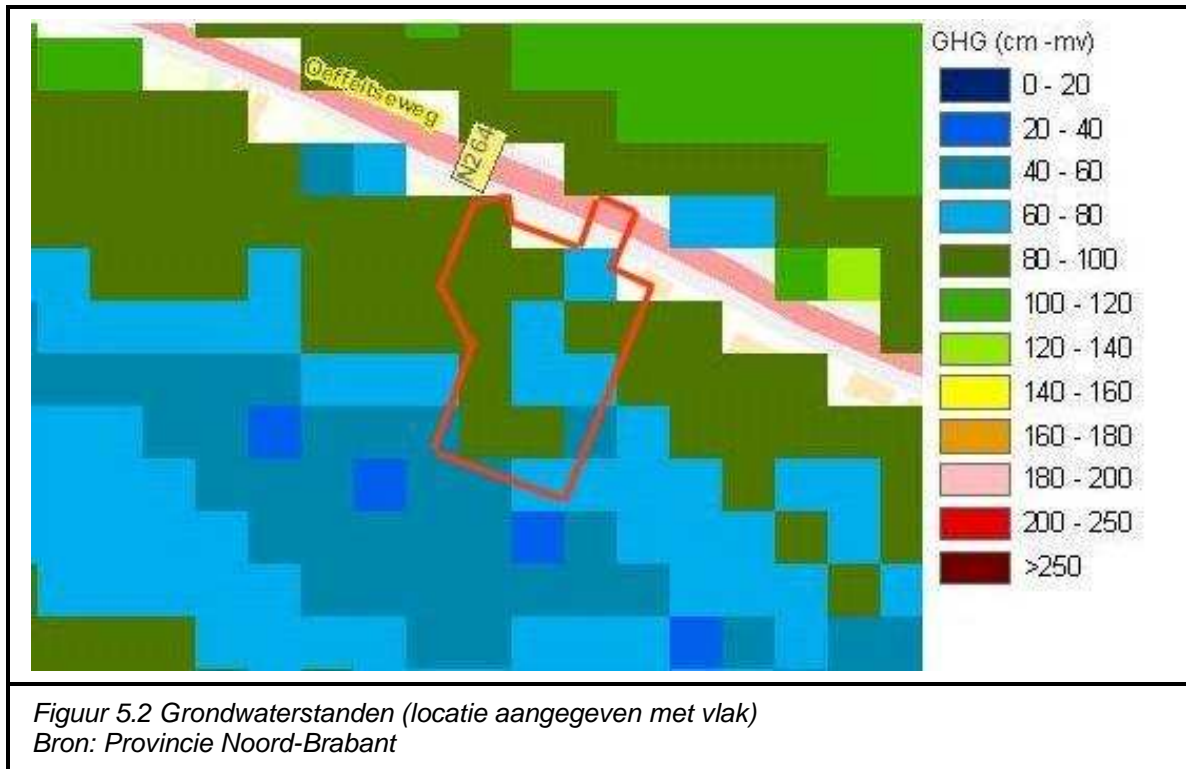 Oeffeltseweg
N264
GHG (cm -mv)
0 - 20
20 - 40
40 - 60
60 - 80
80 - 100
100 - 120
120 - 140
140 - 160
160 - 180
180 - 200
200 - 250
>250
Figuur 5.2 Grondwaterstanden (locatie aangegeven met vlak)
Bron: Provincie Noord-Brabant